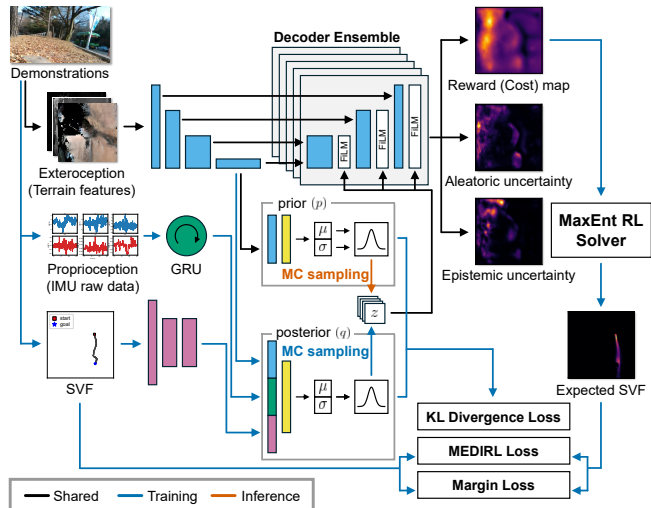 Decoder Ensemble
Demonstrations
Exteroception
(Terrain features)
FiLM
FiLM
FiLM
Reward (Cost) map
Aleatoric uncertainty
Epistemic uncertainty
MaxEnt RL
Solver
Proprioception
(IMU raw data)
GRU
prior (p)
μ
σ
MC sampling
z
posterior (q)
MC sampling
μ
σ
start
goal
SVF
Expected SVF
KL Divergence Loss
MEDIRL Loss
Margin Loss
Shared
Training
Inference